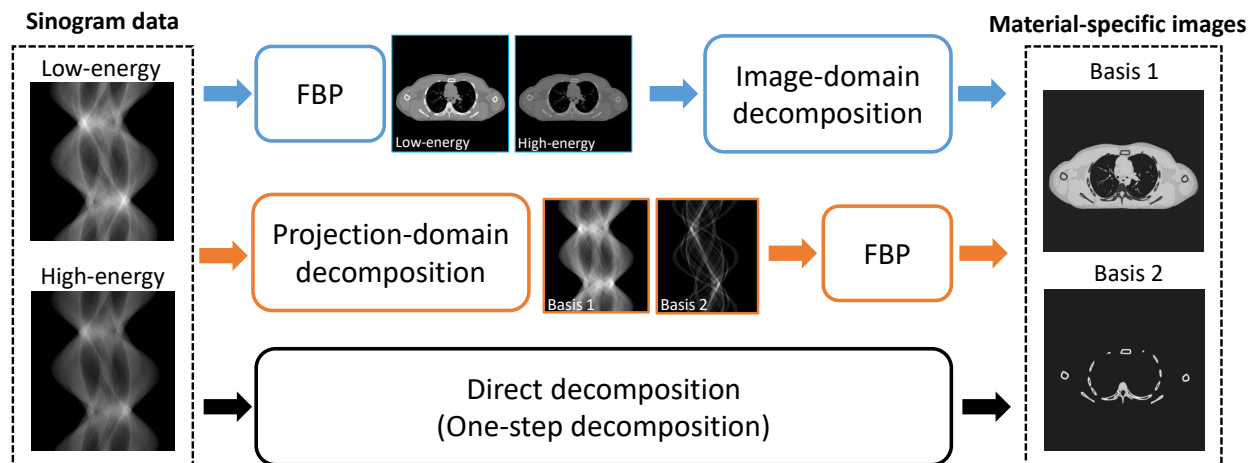 Sinogram data
Low-energy
High-energy
FBP
Low-energy
High-energy
Image-domain
decomposition
Projection-domain
decomposition
Basis 1
Basis 2
FBP
Direct decomposition
(One-step decomposition)
Material-specific images
Basis 1
Basis 2